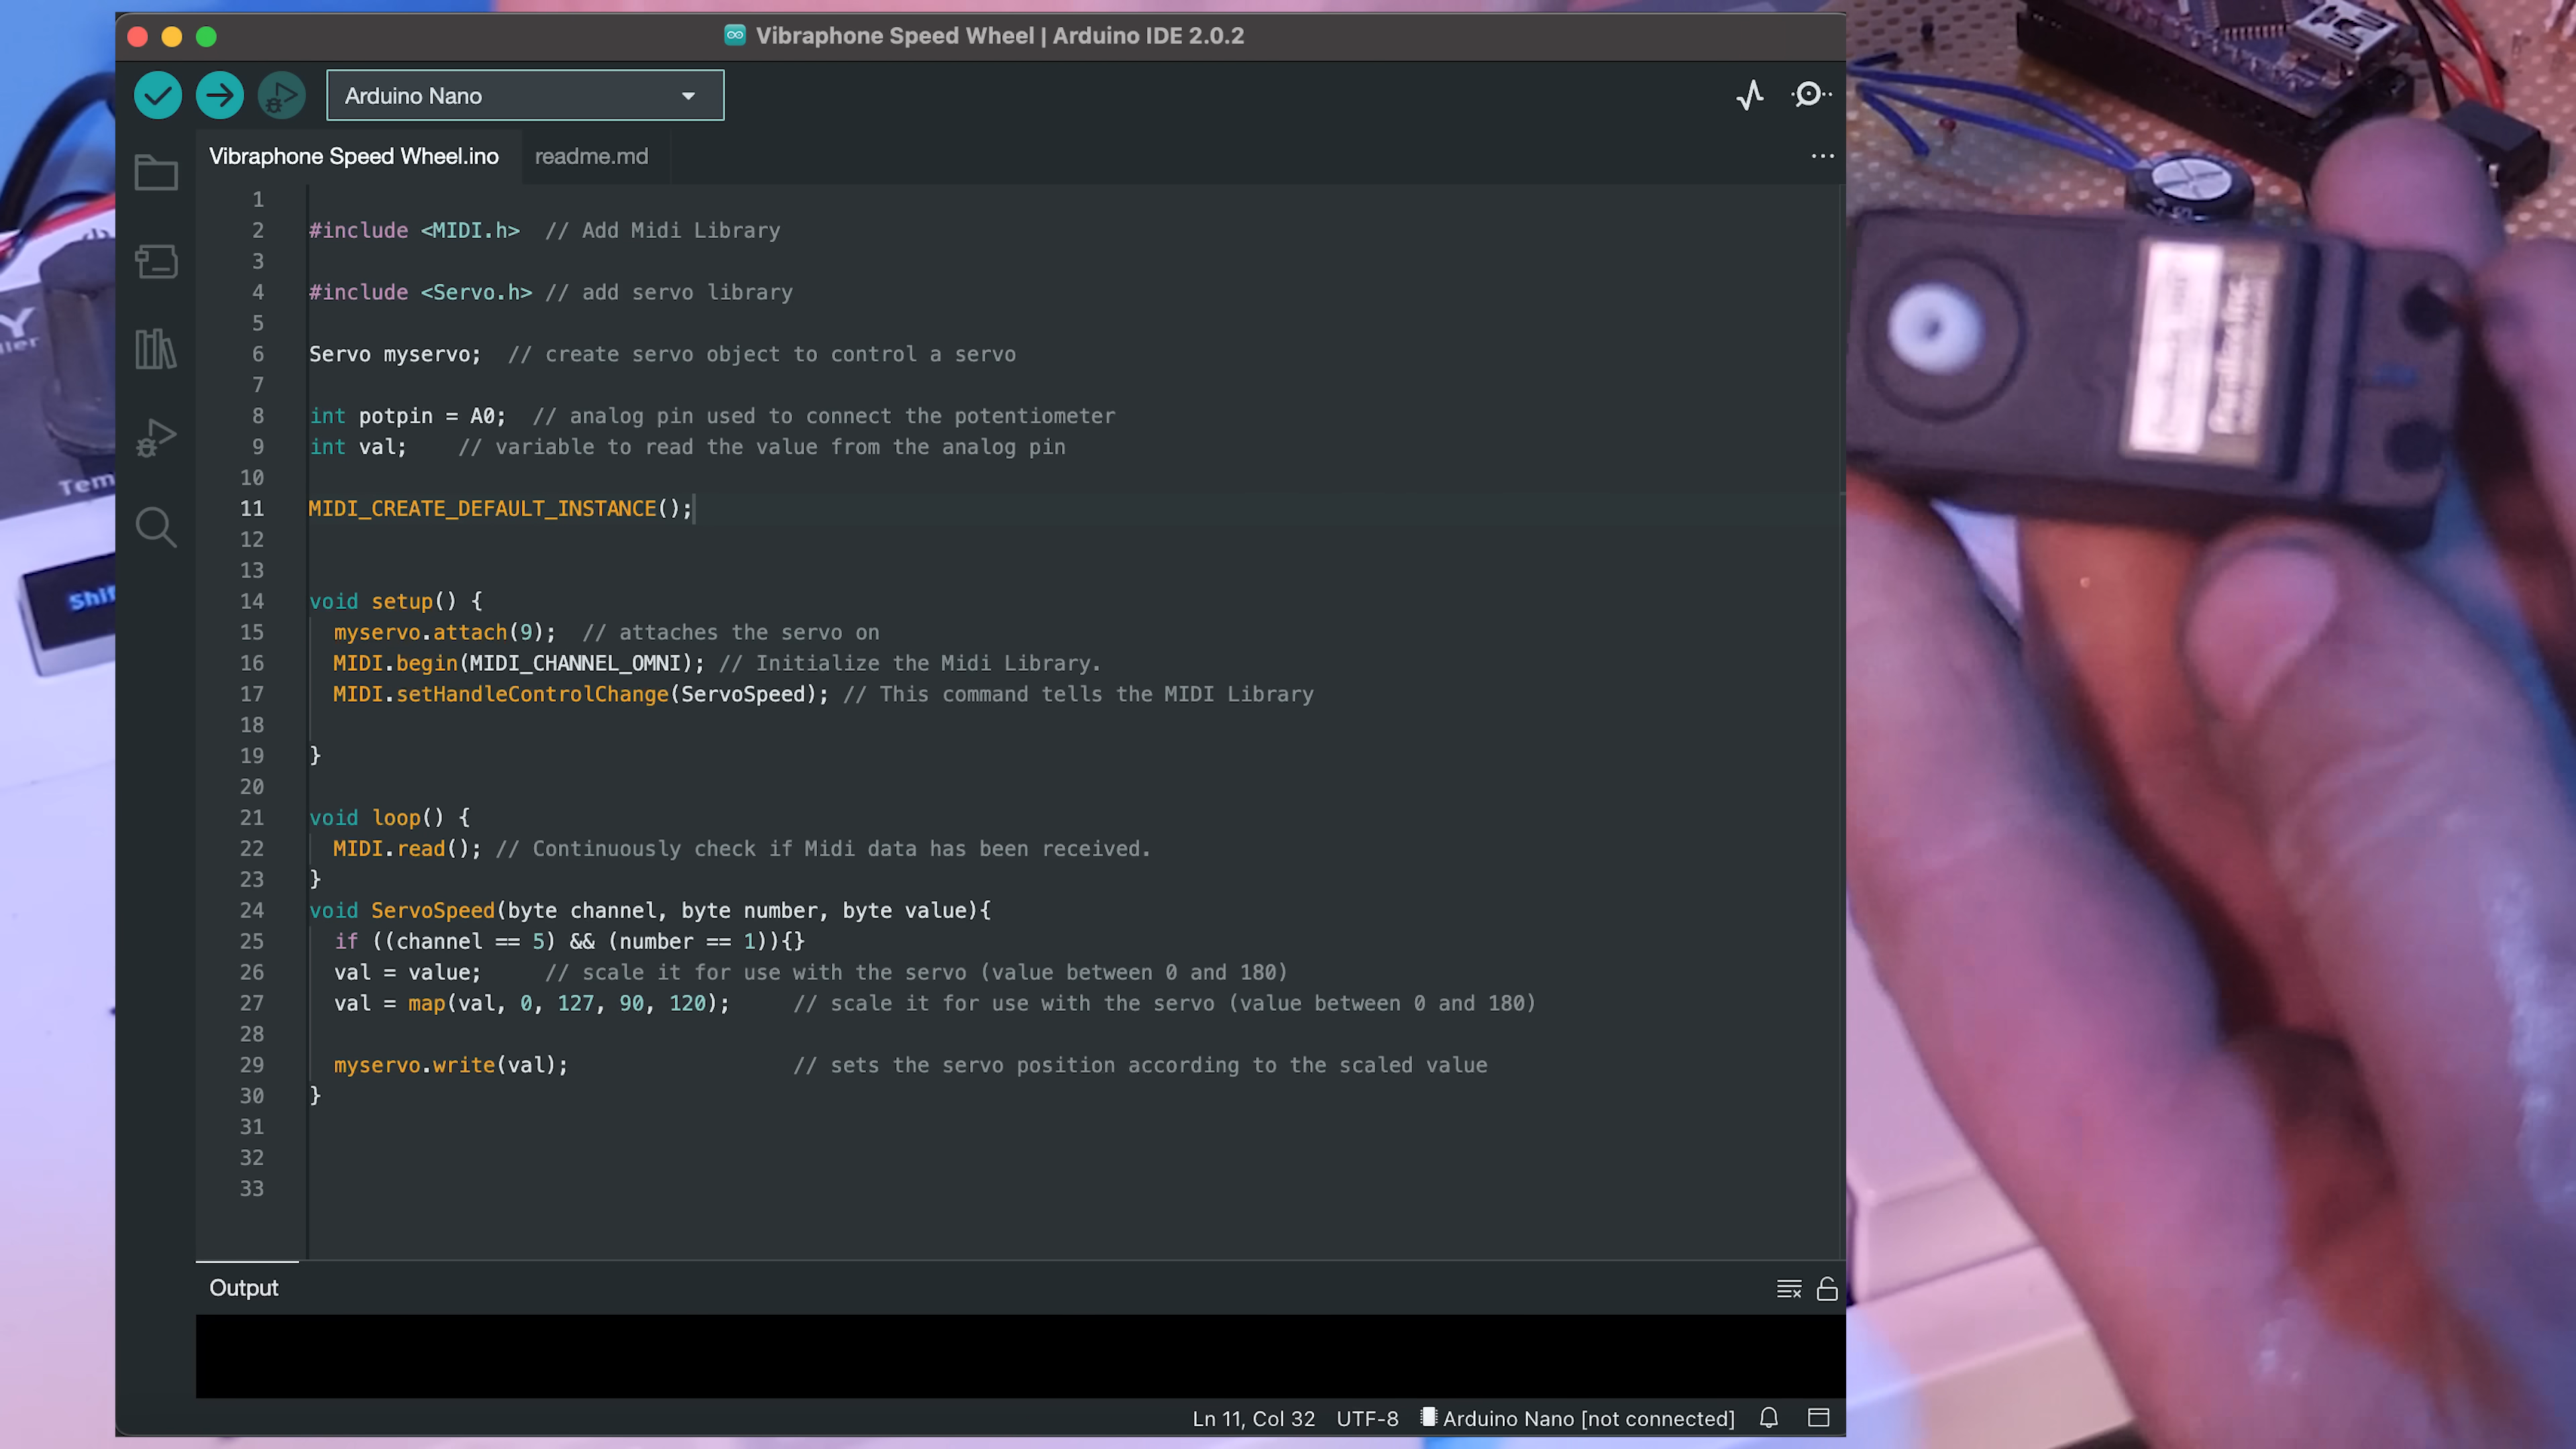 Vibraphone Speed Wheel | Arduino IDE 2.0.2
Arduino Nano
Vibraphone Speed Wheel.ino readme.md
1
2 #include <MIDI.h>  // Add Midi Library
3
4 #include <Servo.h> // add servo library
5
6 Servo myservo;  // create servo object to control a servo
7
8 int potpin = A0;  // analog pin used to connect the potentiometer
9 int val;    // variable to read the value from the analog pin
10
11 MIDI_CREATE_DEFAULT_INSTANCE();
12
13
14 void setup() {
15   myservo.attach(9);  // attaches the servo on
16   MIDI.begin(MIDI_CHANNEL_OMNI); // Initialize the Midi Library.
17   MIDI.setHandleControlChange(ServoSpeed); // This command tells the MIDI Library
18
19 }
20
21 void loop() {
22   MIDI.read(); // Continuously check if Midi data has been received.
23 }
24 void ServoSpeed(byte channel, byte number, byte value){
25   if ((channel == 5) && (number == 1)){}
26   val = value;     // scale it for use with the servo (value between 0 and 180)
27   val = map(val, 0, 127, 90, 120);     // scale it for use with the servo (value between 0 and 180)
28
29   myservo.write(val);                  // sets the servo position according to the scaled value
30 }
31
32
33
Output
Ln 11, Col 32 UTF-8 Arduino Nano [not connected]
Y
ller
Tem
Shif